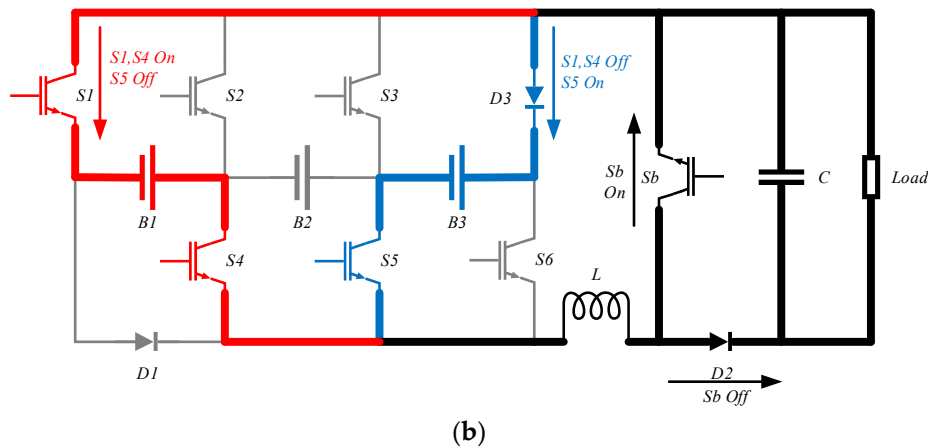 S1,S4 On
S5 Off
S1
S2
S3
D3
S1,S4 Off
S5 On
Sb
On
Sb
C
Load
B1
B2
B3
S4
S5
S6
L
D1
D2
Sb Off
(b)